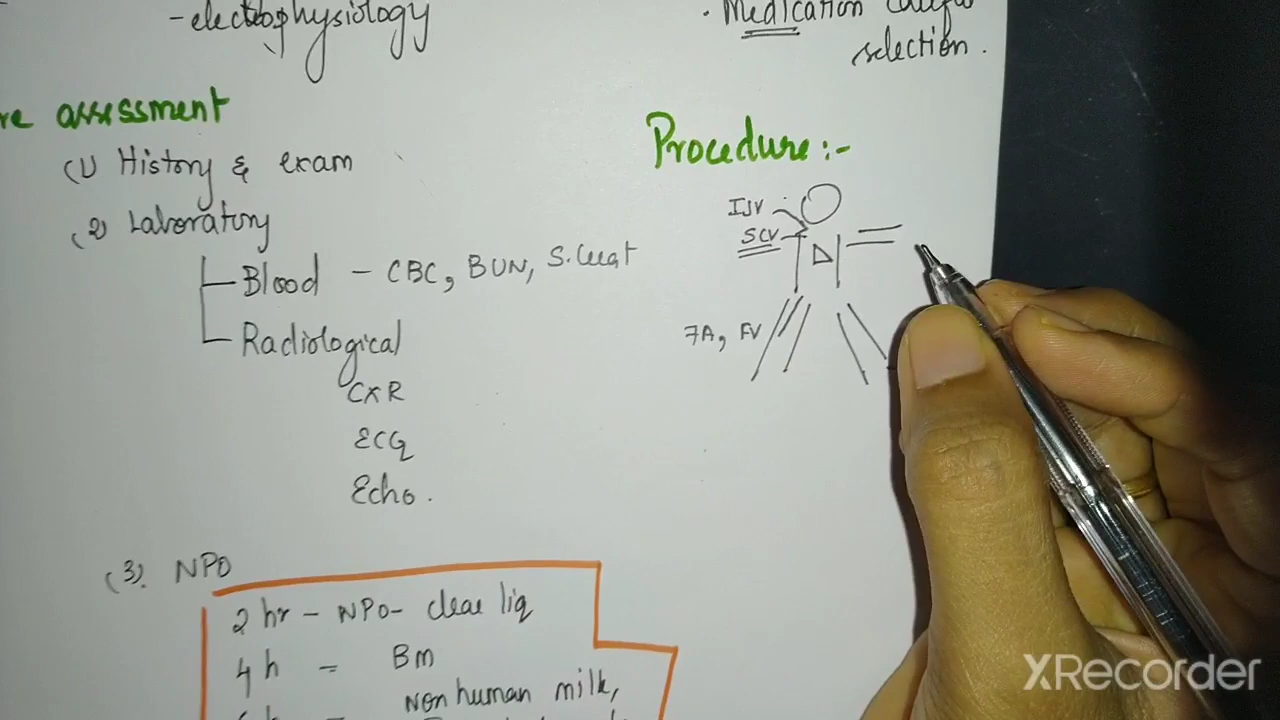 -electrophysiology
· Medication
selection.
re assessment
(1) History & exam
(2) Laboratory
Blood - CBC, BUN, S.Creat
Radiological
CXR
ECG
Echo.
(3). NPO
2 hr - NPO- clear liq
4 h = BM
Non human milk,
Procedure:-
IJV
SCV
FA, FV
XRecorder